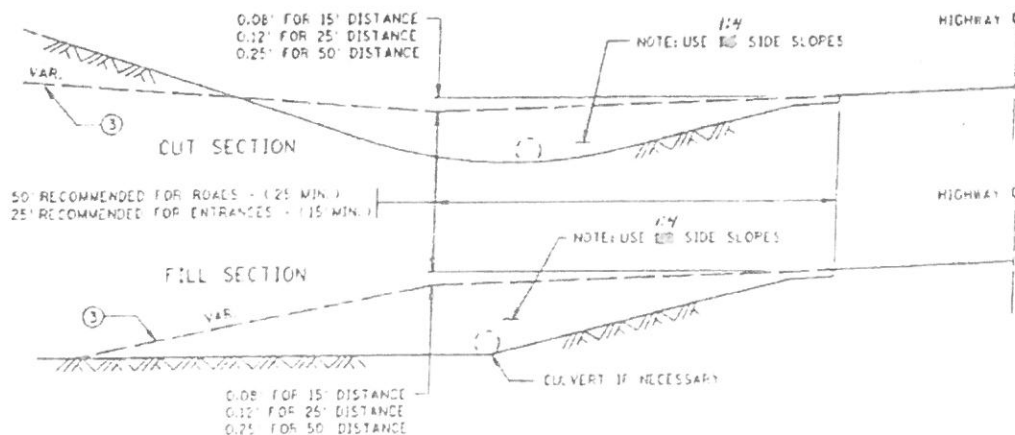 0.08' FOR 15' DISTANCE
0.12' FOR 25' DISTANCE
0.25' FOR 50' DISTANCE
1:4
NOTE: USE SIDE SLOPES
HIGHWAY
VAR.
3
CUT SECTION
50' RECOMMENDED FOR ROADS - (25 MIN.)
25' RECOMMENDED FOR ENTRANCES - (15 MIN.)
HIGHWAY
1:4
NOTE: USE SIDE SLOPES
FILL SECTION
3
VAR.
CULVERT IF NECESSARY
0.08' FOR 15' DISTANCE
0.12' FOR 25' DISTANCE
0.25' FOR 50' DISTANCE